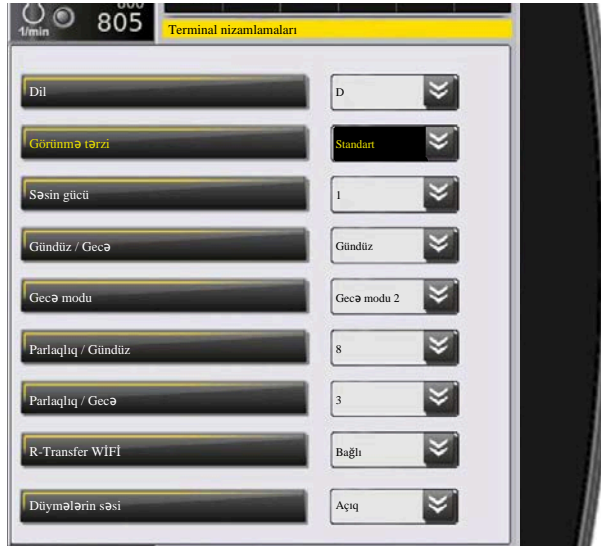 1/min 805
Terminal nizamlamaları
Dil D
Görünmə tərzi Standart
Səsin gücü 1
Gündüz / Gecə Gündüz
Gecə modu Gecə modu 2
Parlaqlıq / Gündüz 8
Parlaqlıq / Gecə 3
R-Transfer WİFİ Bağlı
Düymələrin səsi Açıq